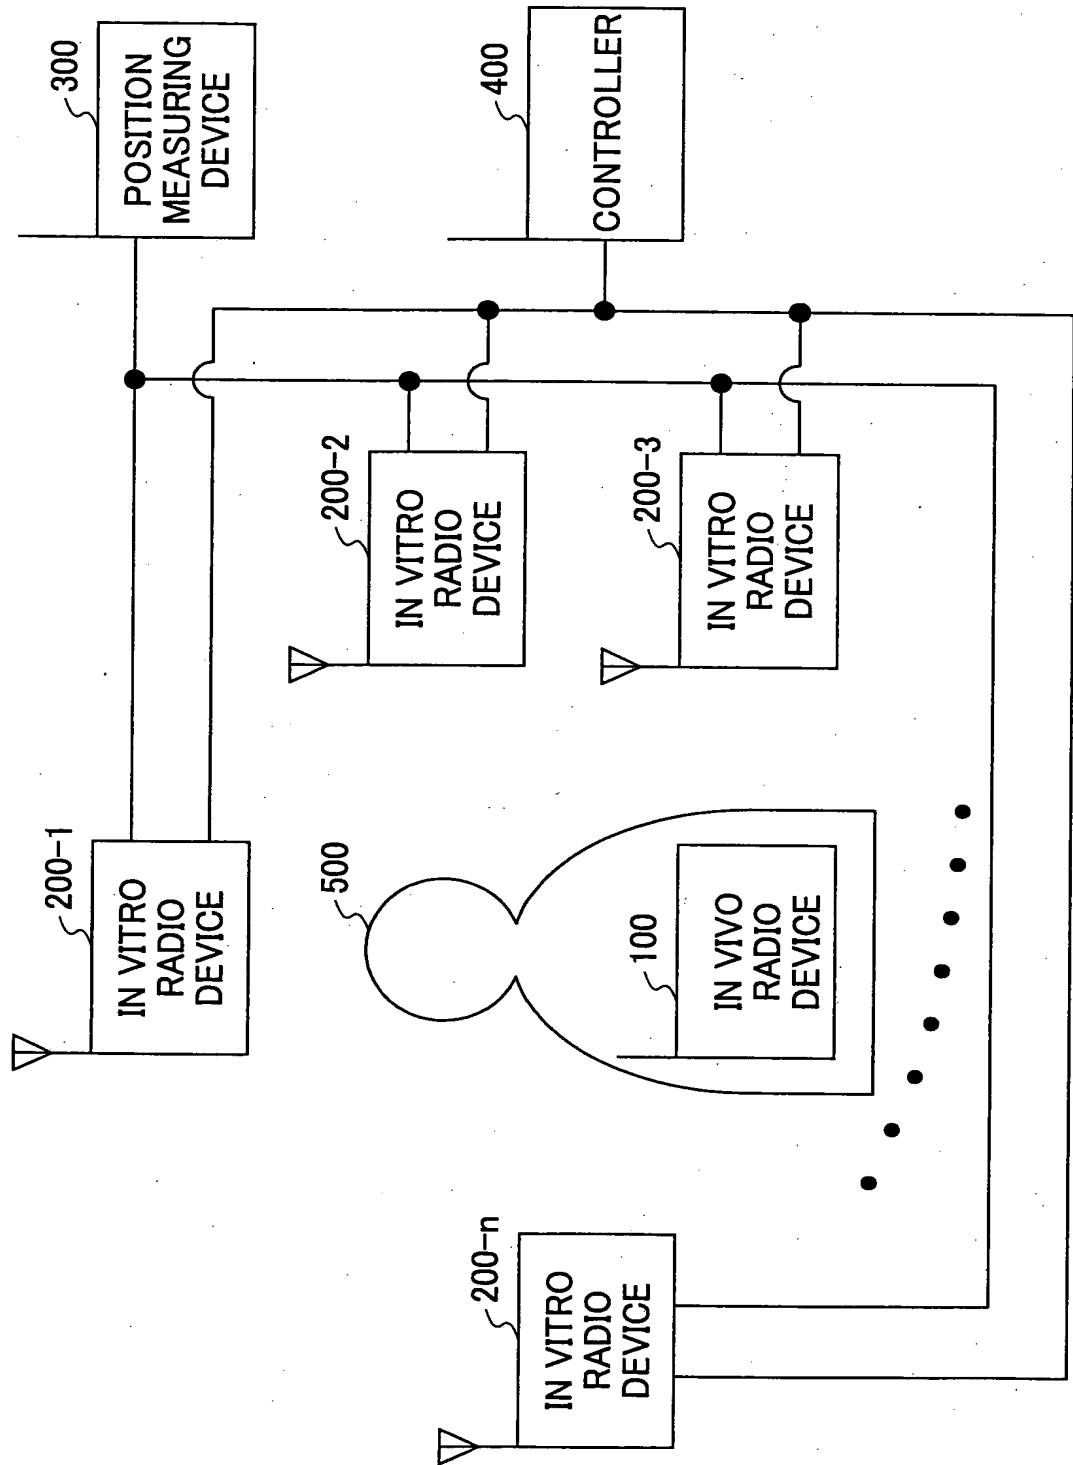 200-1
IN VITRO
RADIO
DEVICE
300
POSITION
MEASURING
DEVICE
200-2
IN VITRO
RADIO
DEVICE
400
CONTROLLER
500
200-3
IN VITRO
RADIO
DEVICE
100
IN VIVO
RADIO
DEVICE
200-n
IN VITRO
RADIO
DEVICE